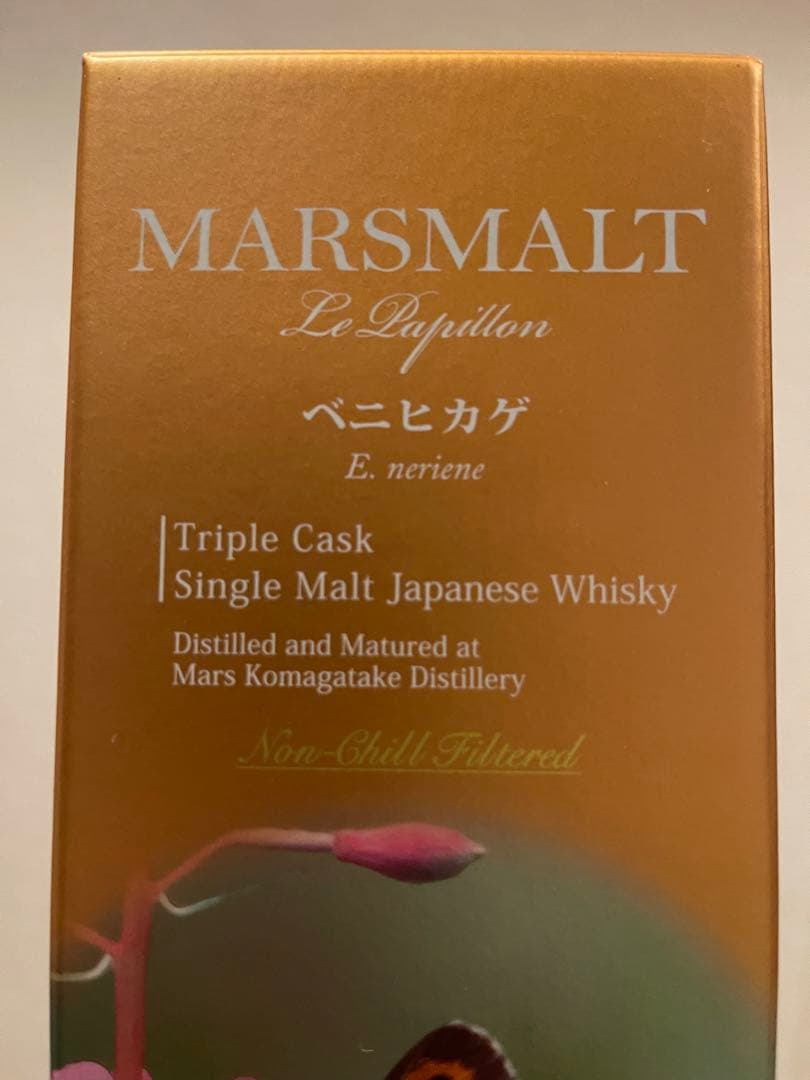 MARSMALT
Le Papillon
ベニヒカゲ
E. neriene
Triple Cask
Single Malt Japanese Whisky
Distilled and Matured at
Mars Komagatake Distillery
Non-Chill Filtered